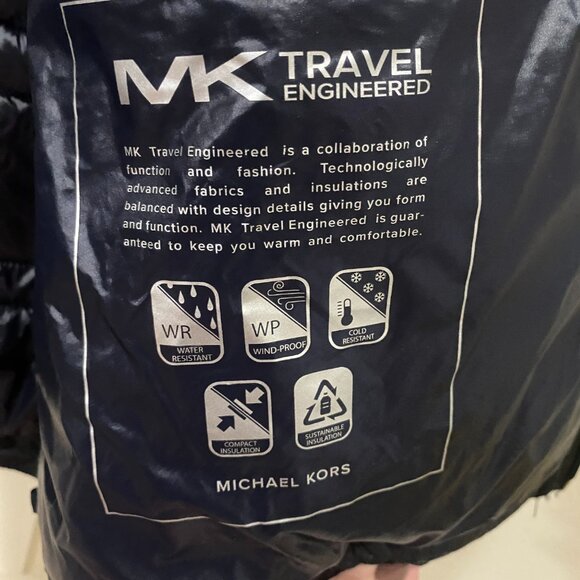 MK TRAVEL
ENGINEERED
MK Travel Engineered is a collaboration of
function and fashion. Technologically
advanced fabrics and insulations are
balanced with design details giving you form
and function. MK Travel Engineered is guar-
anteed to keep you warm and comfortable.
WR
WATER
RESISTANT
WP
WIND-PROOF
COLD
RESISTANT
COMPACT
INSULATION
SUSTAINABLE
INSULATION
MICHAEL KORS